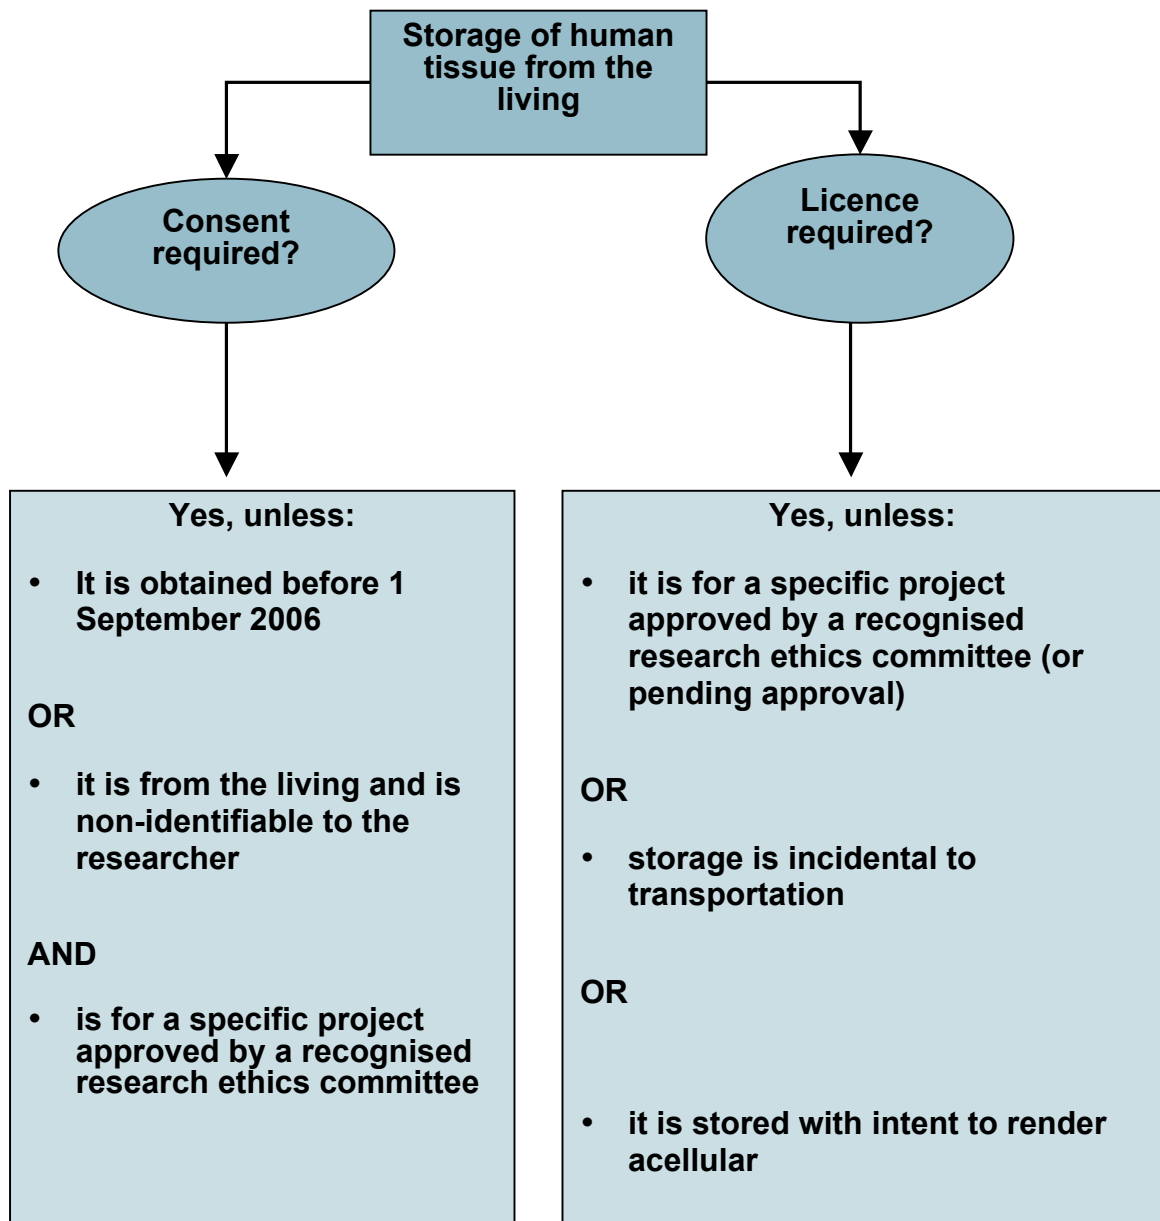 Storage of human
tissue from the
living
Consent
required?
Licence
required?
Yes, unless:
• It is obtained before 1
September 2006
OR
• it is from the living and is
non-identifiable to the
researcher
AND
• is for a specific project
approved by a recognised
research ethics committee
Yes, unless:
• it is for a specific project
approved by a recognised
research ethics committee (or
pending approval)
OR
• storage is incidental to
transportation
OR
• it is stored with intent to render
acellular